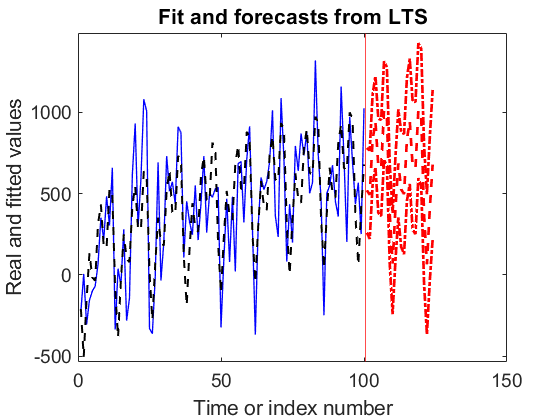 Fit and forecasts from LTS
Real and fitted values
1000
500
0
-500
0
50
100
150
Time or index number